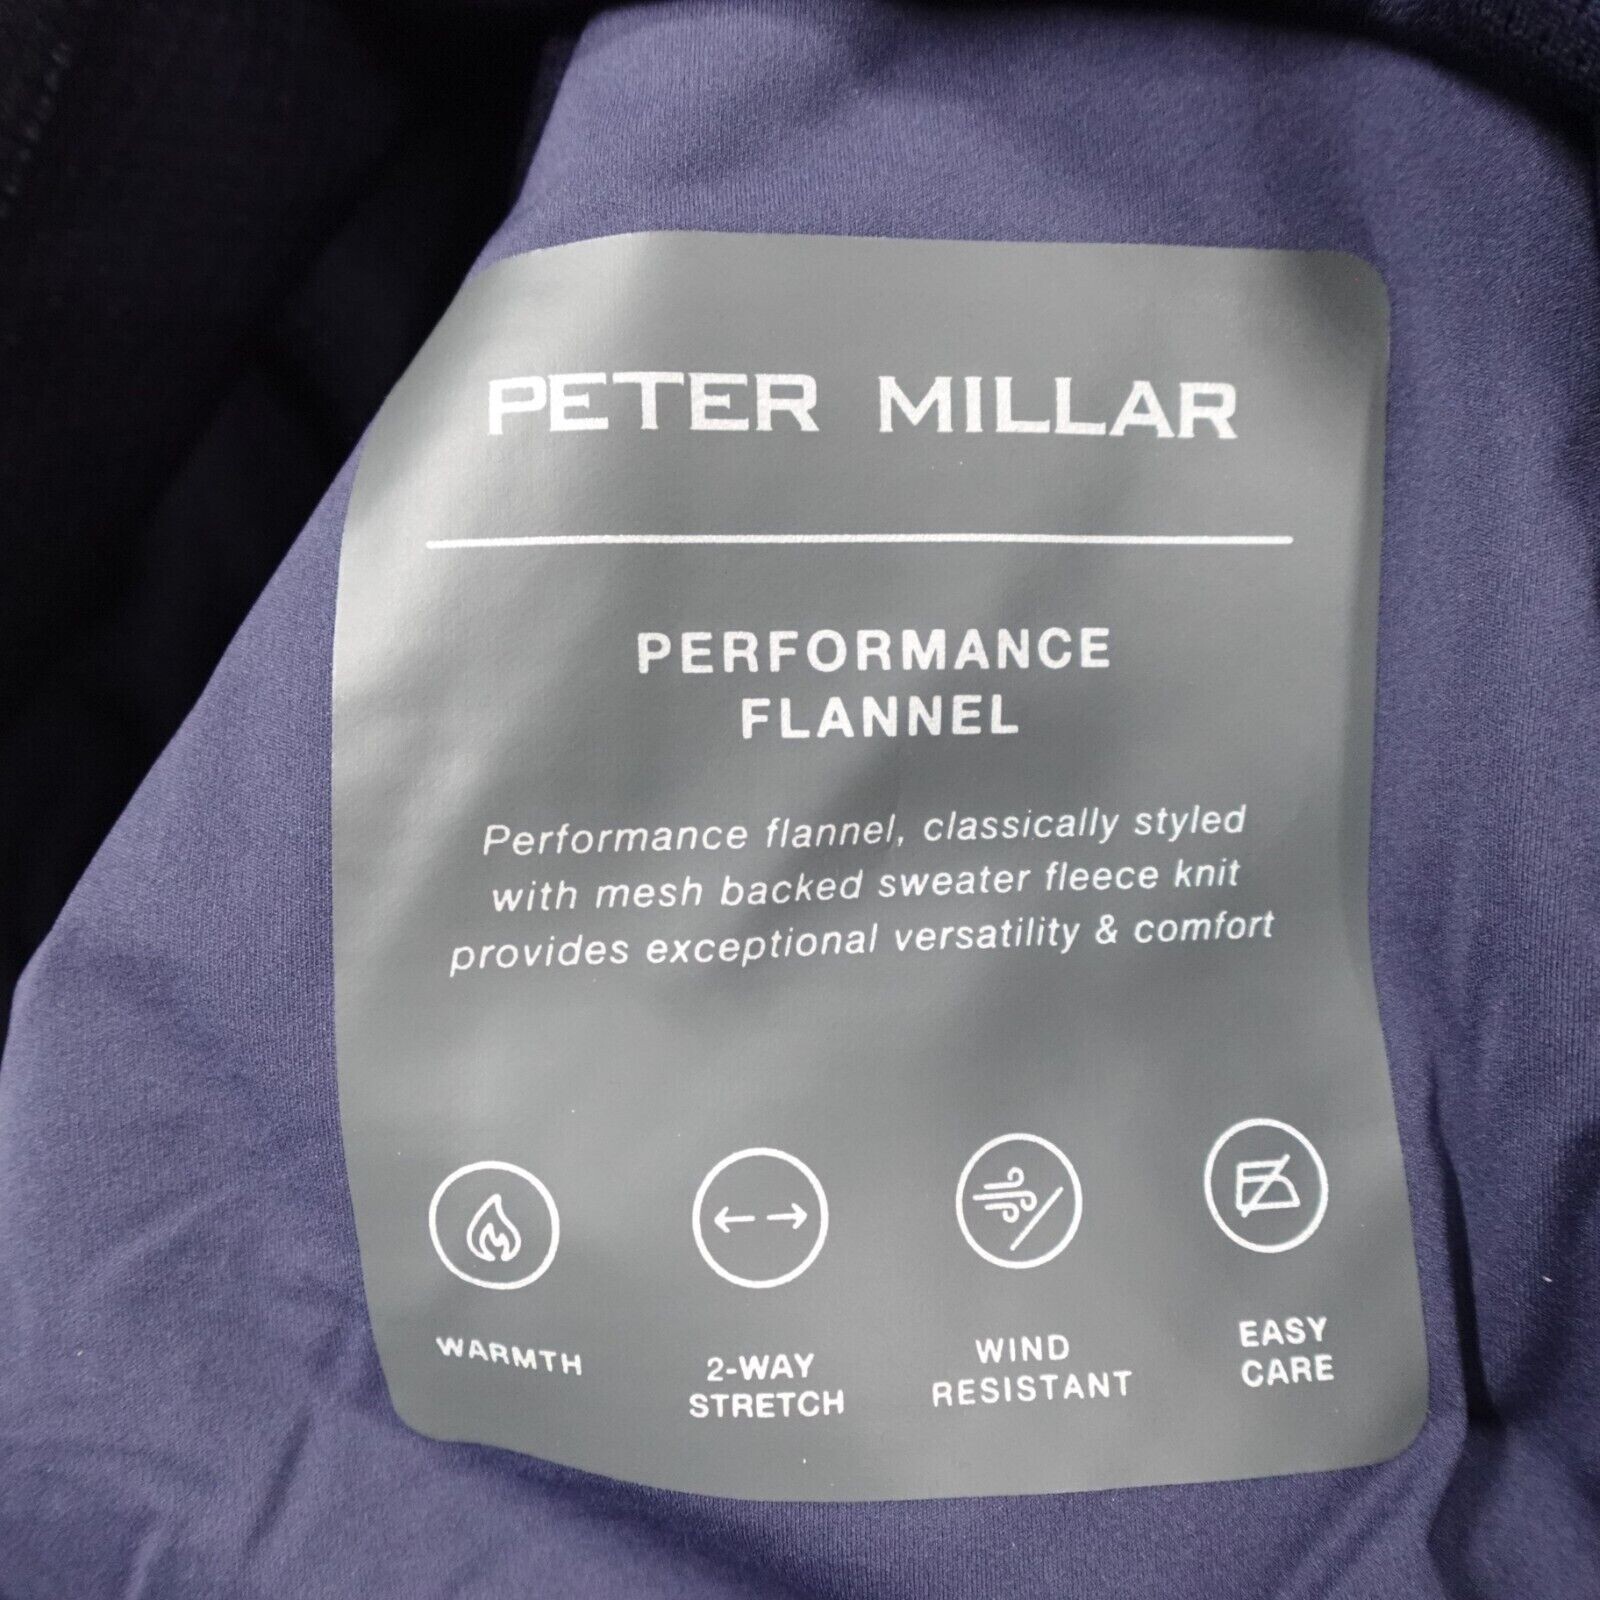 PETER MILLAR
PERFORMANCE
FLANNEL
Performance flannel, classically styled
with mesh backed sweater fleece knit
provides exceptional versatility & comfort
WARMTH
2-WAY
STRETCH
WIND
RESISTANT
EASY
CARE